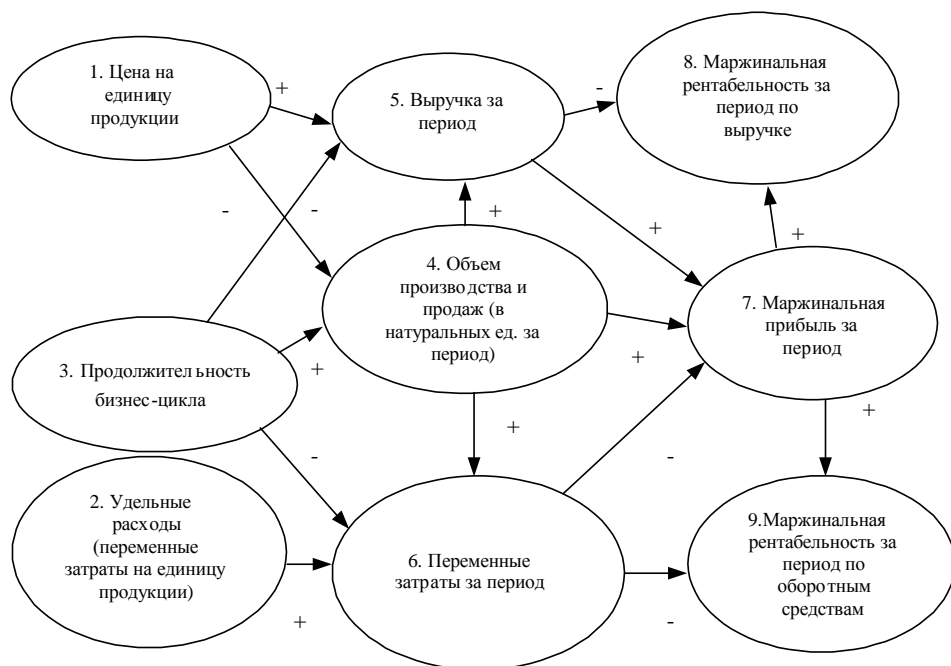 1. Цена на
единицу
продукции
+
5. Выручка за
период
-
8. Маржинальная
рентабельность за
период по
выручке
-
-
+
+
+
4. Объем
производства и
продаж (в
натуральных ед. за
период)
7. Маржинальная
прибыль за
период
3. Продолжительность
бизнес-цикла
+
+
+
+
-
-
2. Удельные
расходы
(переменные
затраты на единицу
продукции)
6. Переменные
затраты за период
9.Маржинальная
рентабельность за
период по
оборотным
средствам
+
-